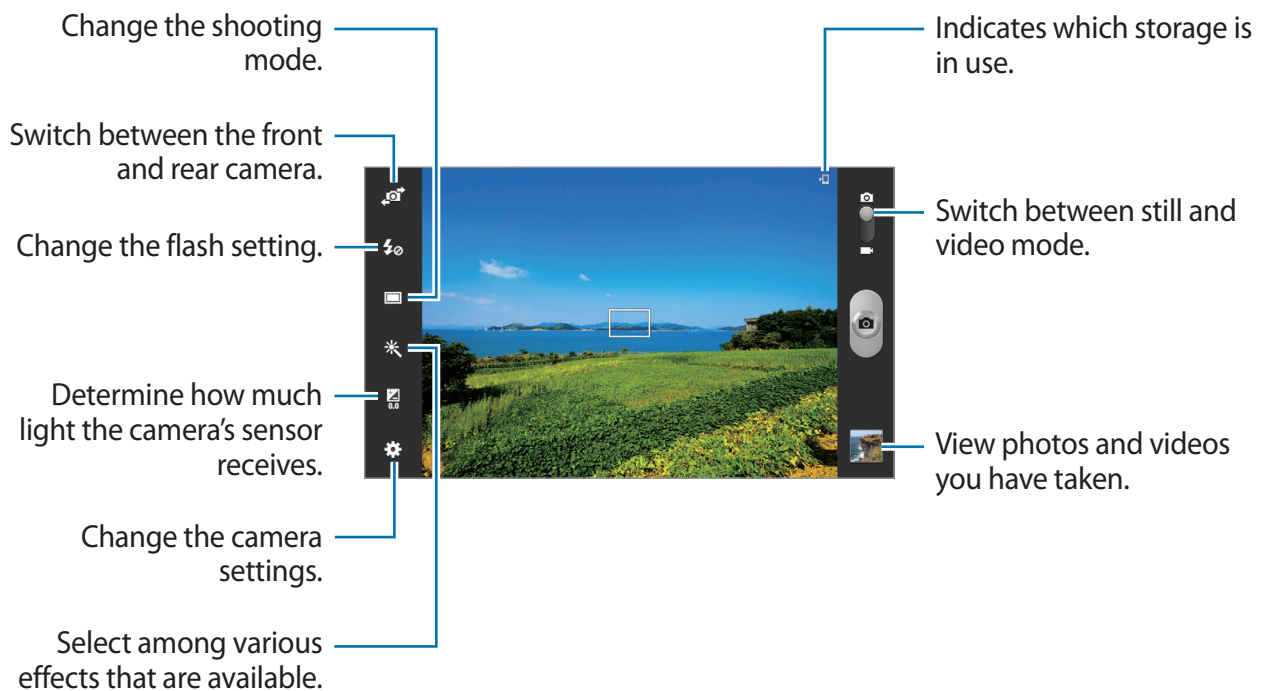 Change the shooting
mode.
Switch between the front
and rear camera.
Change the flash setting.
Determine how much
light the camera’s sensor
receives.
Change the camera
settings.
Select among various
effects that are available.
0.0
Indicates which storage is
in use.
Switch between still and
video mode.
View photos and videos
you have taken.